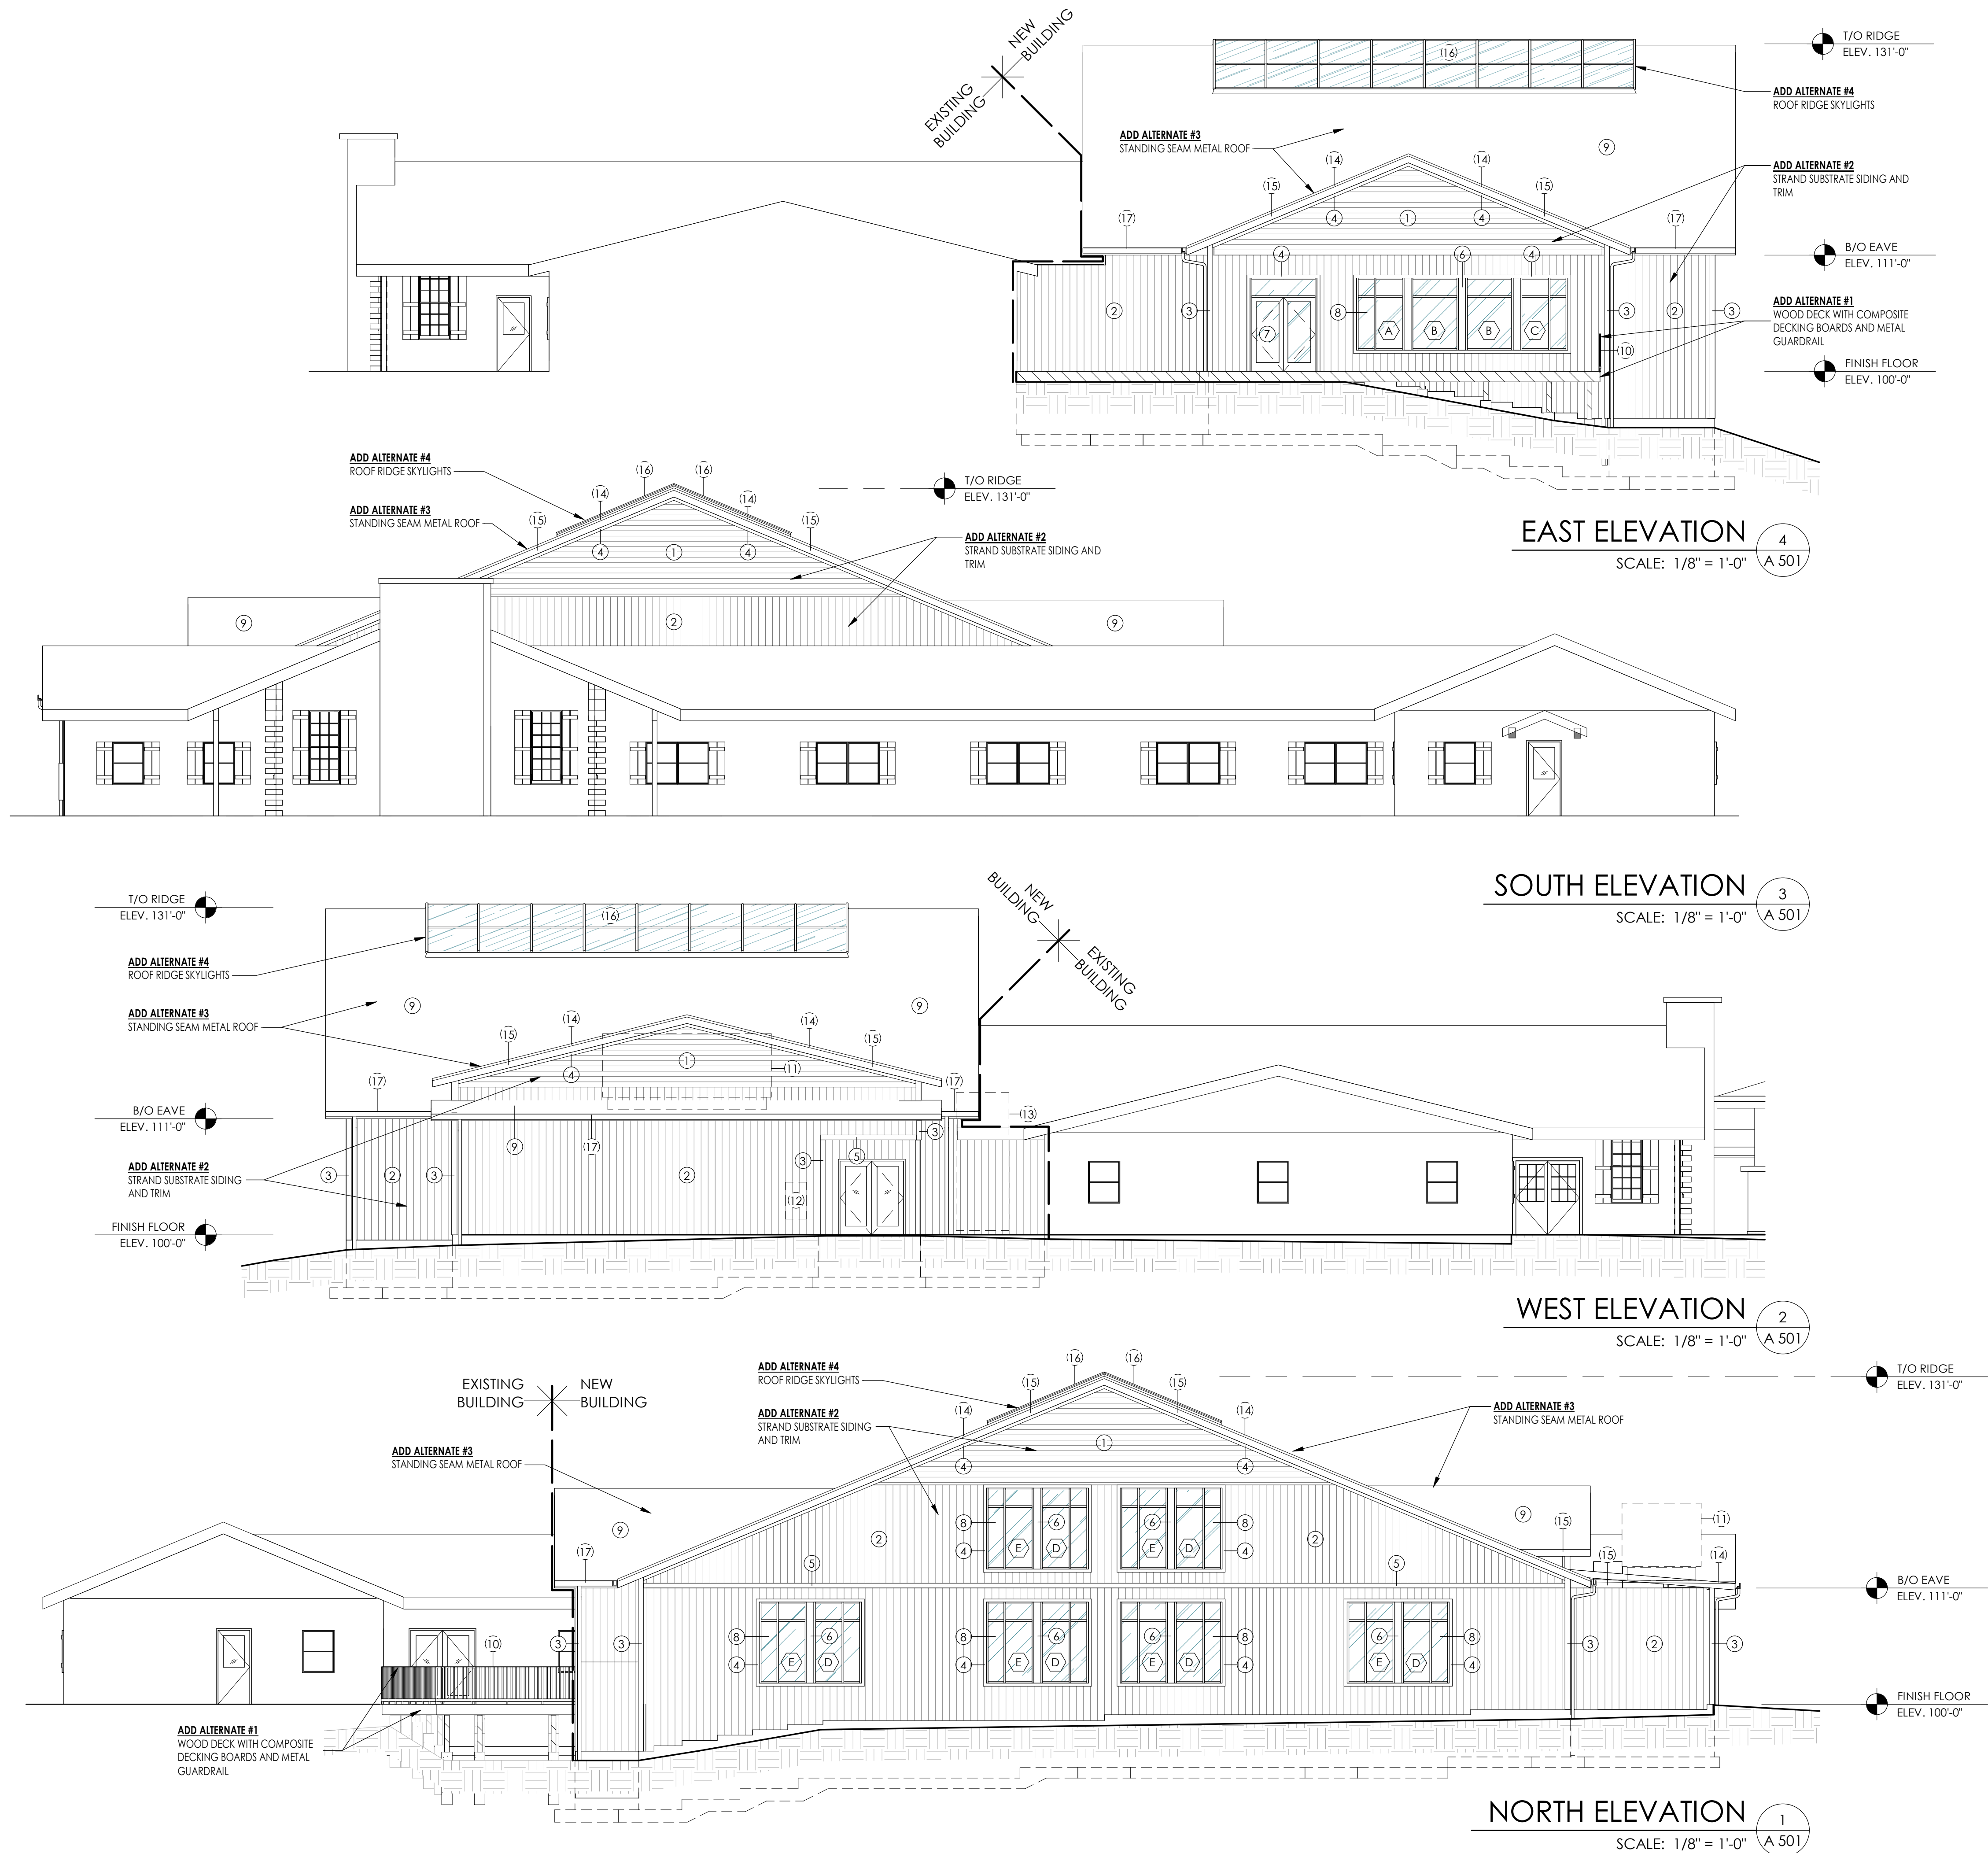 NEW
BUILDING
EXISTING
BUILDING
T/O RIDGE
ELEV. 131'-0"
(16)
ADD ALTERNATE #4
ROOF RIDGE SKYLIGHTS
ADD ALTERNATE #3
STANDING SEAM METAL ROOF
9
(14)
(14)
(15)
(15)
ADD ALTERNATE #2
STRAND SUBSTRATE SIDING AND
TRIM
(17)
4
1
4
(17)
B/O EAVE
ELEV. 111'-0"
4
6
4
ADD ALTERNATE #1
WOOD DECK WITH COMPOSITE
DECKING BOARDS AND METAL
GUARDRAIL
2
3
8
3
2
3
7
A
B
B
C
(10)
FINISH FLOOR
ELEV. 100'-0"
EAST ELEVATION
4
SCALE: 1/8" = 1'-0"
A 501
ADD ALTERNATE #4
ROOF RIDGE SKYLIGHTS
(16)
(16)
T/O RIDGE
ELEV. 131'-0"
(14)
(14)
ADD ALTERNATE #3
STANDING SEAM METAL ROOF
(15)
(15)
4
1
4
ADD ALTERNATE #2
STRAND SUBSTRATE SIDING AND
TRIM
9
2
9
SOUTH ELEVATION
3
SCALE: 1/8" = 1'-0"
A 501
NEW
BUILDING
EXISTING
BUILDING
T/O RIDGE
ELEV. 131'-0"
(16)
ADD ALTERNATE #4
ROOF RIDGE SKYLIGHTS
9
9
ADD ALTERNATE #3
STANDING SEAM METAL ROOF
(15)
(14)
(14)
(15)
4
1
(11)
(17)
(17)
B/O EAVE
ELEV. 111'-0"
(13)
9
(17)
3
3
5
ADD ALTERNATE #2
STRAND SUBSTRATE SIDING
AND TRIM
3
2
3
2
(12)
FINISH FLOOR
ELEV. 100'-0"
WEST ELEVATION
2
SCALE: 1/8" = 1'-0"
A 501
EXISTING
BUILDING
NEW
BUILDING
ADD ALTERNATE #4
ROOF RIDGE SKYLIGHTS
(16)
(16)
(15)
(15)
T/O RIDGE
ELEV. 131'-0"
ADD ALTERNATE #2
STRAND SUBSTRATE SIDING
AND TRIM
(14)
(14)
ADD ALTERNATE #3
STANDING SEAM METAL ROOF
ADD ALTERNATE #3
STANDING SEAM METAL ROOF
1
4
4
9
2
8
6
6
8
2
9
(15)
(11)
4
E
D
E
D
4
(17)
5
5
(15)
(14)
B/O EAVE
ELEV. 111'-0"
(10)
3
3
8
6
8
6
6
8
6
8
3
2
3
4
E
D
4
E
D
E
D
4
E
D
4
FINISH FLOOR
ELEV. 100'-0"
ADD ALTERNATE #1
WOOD DECK WITH COMPOSITE
DECKING BOARDS AND METAL
GUARDRAIL
NORTH ELEVATION
1
SCALE: 1/8" = 1'-0"
A 501